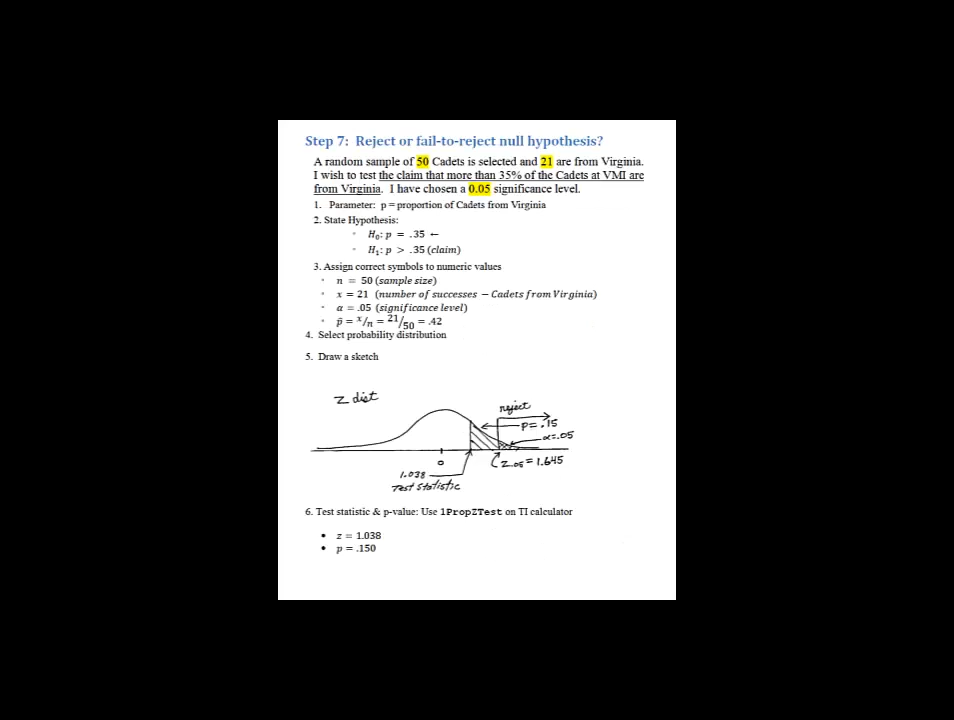 Step 7: Reject or fail-to-reject null hypothesis?
A random sample of 50 Cadets is selected and 21 are from Virginia.
I wish to test the claim that more than 35% of the Cadets at VMI are
from Virginia. I have chosen a 0.05 significance level.
1. Parameter: p = proportion of Cadets from Virginia
2. State Hypothesis:
◦ H₀: p = .35 ←
◦ H₁: p > .35 (claim)
3. Assign correct symbols to numeric values
◦ n = 50 (sample size)
◦ x = 21 (number of successes − Cadets from Virginia)
◦ α = .05 (significance level)
◦ p̂ = x/n = 21/50 = .42
4. Select probability distribution
5. Draw a sketch
Z dist
reject
p = .15
α = .05
0
Z.05 = 1.645
1.038
Test Statistic
6. Test statistic & p-value: Use 1PropZTest on TI calculator
• z = 1.038
• p = .150